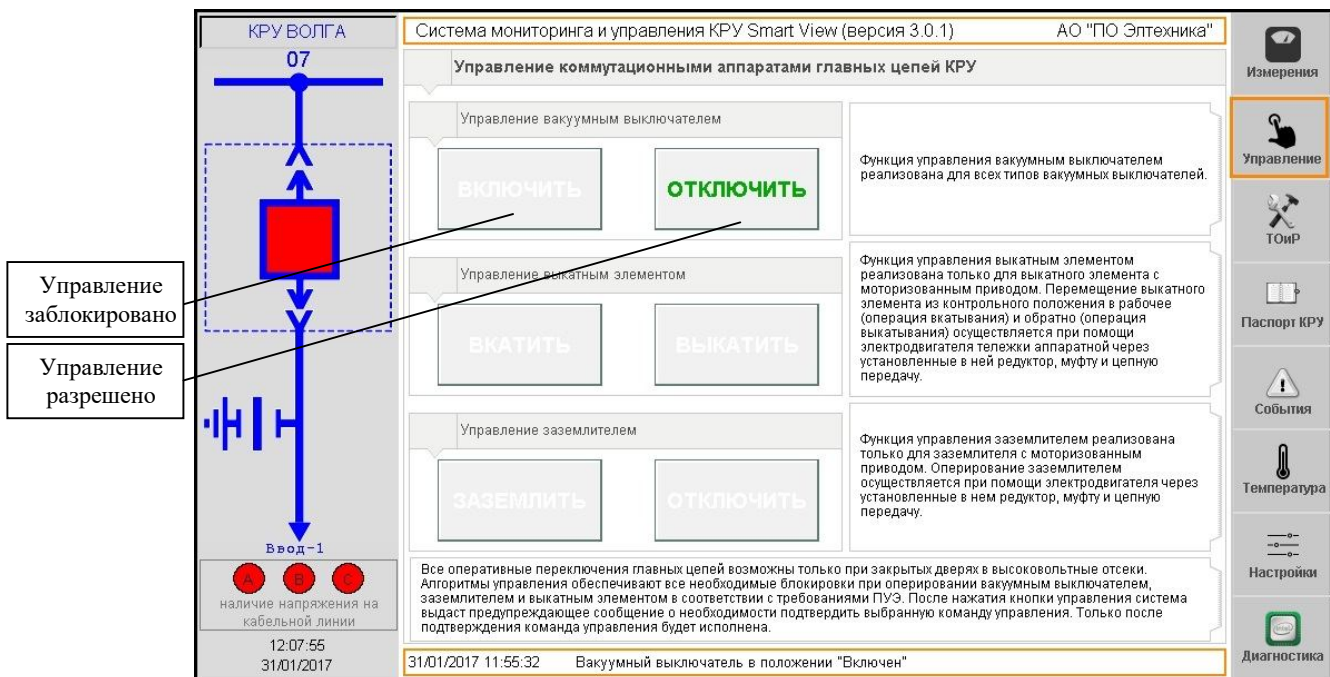 Управление
заблокировано
Управление
разрешено
КРУ ВОЛГА
07
Ввод-1
A B C
наличие напряжения на
кабельной линии
12:07:55
31/01/2017
Система мониторинга и управления КРУ Smart View (версия 3.0.1) АО "ПО Элтехника"
Управление коммутационными аппаратами главных цепей КРУ
Управление вакуумным выключателем
ВКЛЮЧИТЬ ОТКЛЮЧИТЬ
Функция управления вакуумным выключателем
реализована для всех типов вакуумных выключателей.
Управление выкатным элементом
ВКАТИТЬ ВЫКАТИТЬ
Функция управления выкатным элементом
реализована только для выкатного элемента с
моторизованным приводом. Перемещение выкатного
элемента из контрольного положения в рабочее
(операция вкатывания) и обратно (операция
выкатывания) осуществляется при помощи
электродвигателя тележки аппаратной через
установленные в ней редуктор, муфту и цепную
передачу.
Управление заземлителем
ЗАЗЕМЛИТЬ ОТКЛЮЧИТЬ
Функция управления заземлителем реализована
только для заземлителя с моторизованным
приводом. Оперирование заземлителем
осуществляется при помощи электродвигателя через
установленные в нем редуктор, муфту и цепную
передачу.
Все оперативные переключения главных цепей возможны только при закрытых дверях в высоковольтные отсеки.
Алгоритмы управления обеспечивают все необходимые блокировки при оперировании вакуумным выключателем,
заземлителем и выкатным элементом в соответствии с требованиями ПУЭ. После нажатия кнопки управления система
выдаст предупреждающее сообщение о необходимости подтвердить выбранную команду управления. Только после
подтверждения команда управления будет исполнена.
31/01/2017 11:55:32 Вакуумный выключатель в положении "Включен"
Измерения
Управление
ТОиР
Паспорт КРУ
События
Температура
Настройки
Диагностика